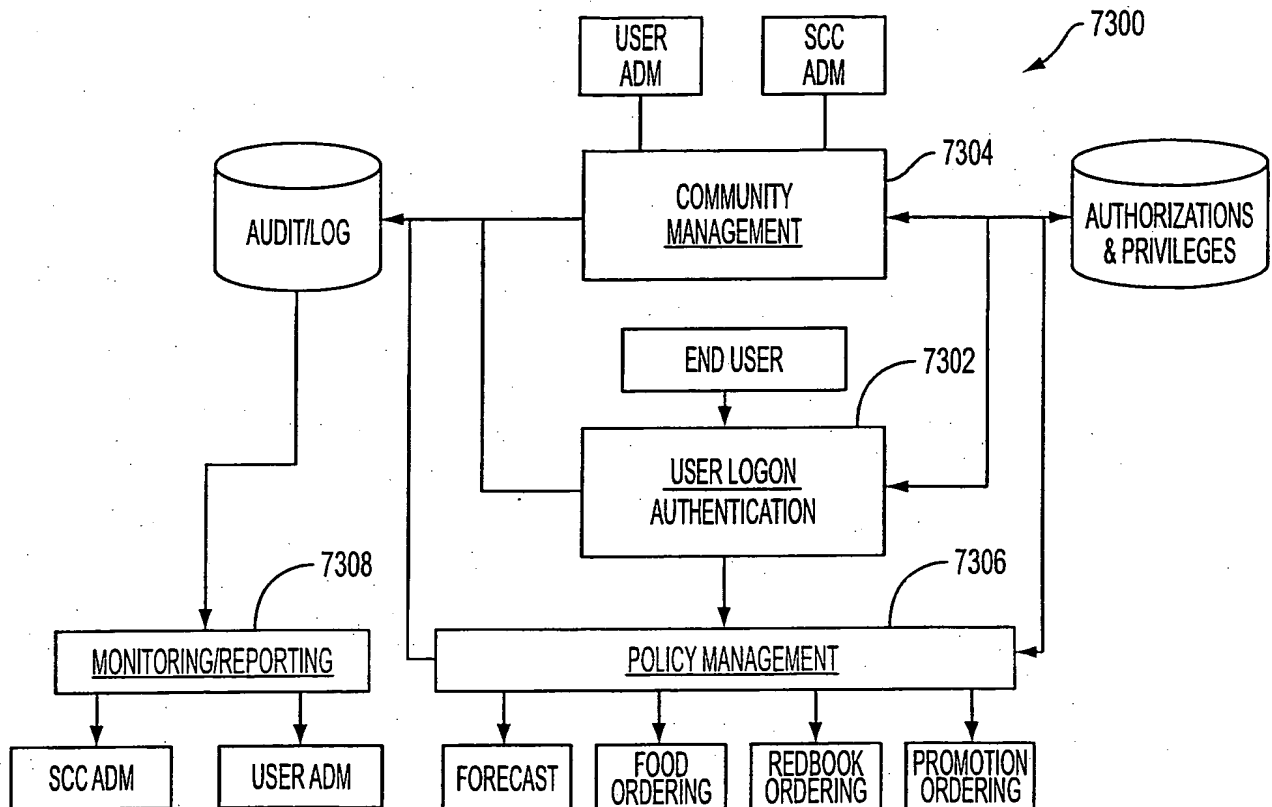 USER
ADM
SCC
ADM
7300
7304
COMMUNITY
MANAGEMENT
AUDIT/LOG
AUTHORIZATIONS
& PRIVILEGES
END USER
7302
USER LOGON
AUTHENTICATION
7308
7306
MONITORING/REPORTING
POLICY MANAGEMENT
SCC ADM
USER ADM
FORECAST
FOOD
ORDERING
REDBOOK
ORDERING
PROMOTION
ORDERING